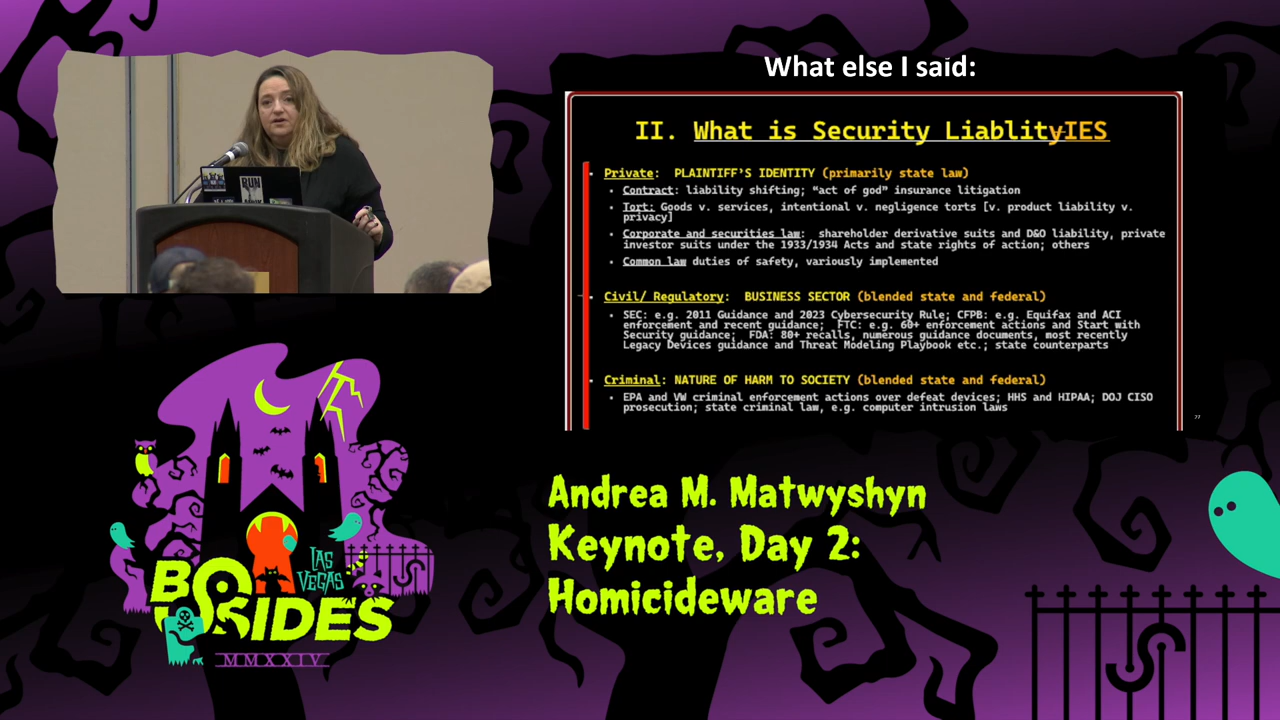 What else I said:
II. What is Security LiablityIES
Private: PLAINTIFF'S IDENTITY (primarily state law)
Contract: liability shifting; "act of god" insurance litigation
Tort: Goods v. services, intentional v. negligence torts [v. product liability v.
privacy]
Corporate and securities law: shareholder derivative suits and D&O liability, private
investor suits under the 1933/1934 Acts and state rights of action; others
Common law duties of safety, variously implemented
Civil/ Regulatory: BUSINESS SECTOR (blended state and federal)
SEC: e.g. 2011 Guidance and 2023 Cybersecurity Rule; CFPB: e.g. Equifax and ACI
enforcement and recent guidance; FTC: e.g. 60+ enforcement actions and Start with
Security guidance; FDA: 80+ recalls, numerous guidance documents, most recently
Legacy Devices guidance and Threat Modeling Playbook etc.; state counterparts
Criminal: NATURE OF HARM TO SOCIETY (blended state and federal)
EPA and VW criminal enforcement actions over defeat devices; HHS and HIPAA; DOJ CISO
prosecution; state criminal law, e.g. computer intrusion laws
77
Andrea M. Matwyshyn
Keynote, Day 2:
Homicideware
LAS
VEGAS
BSIDES
MMXXIV
RUN